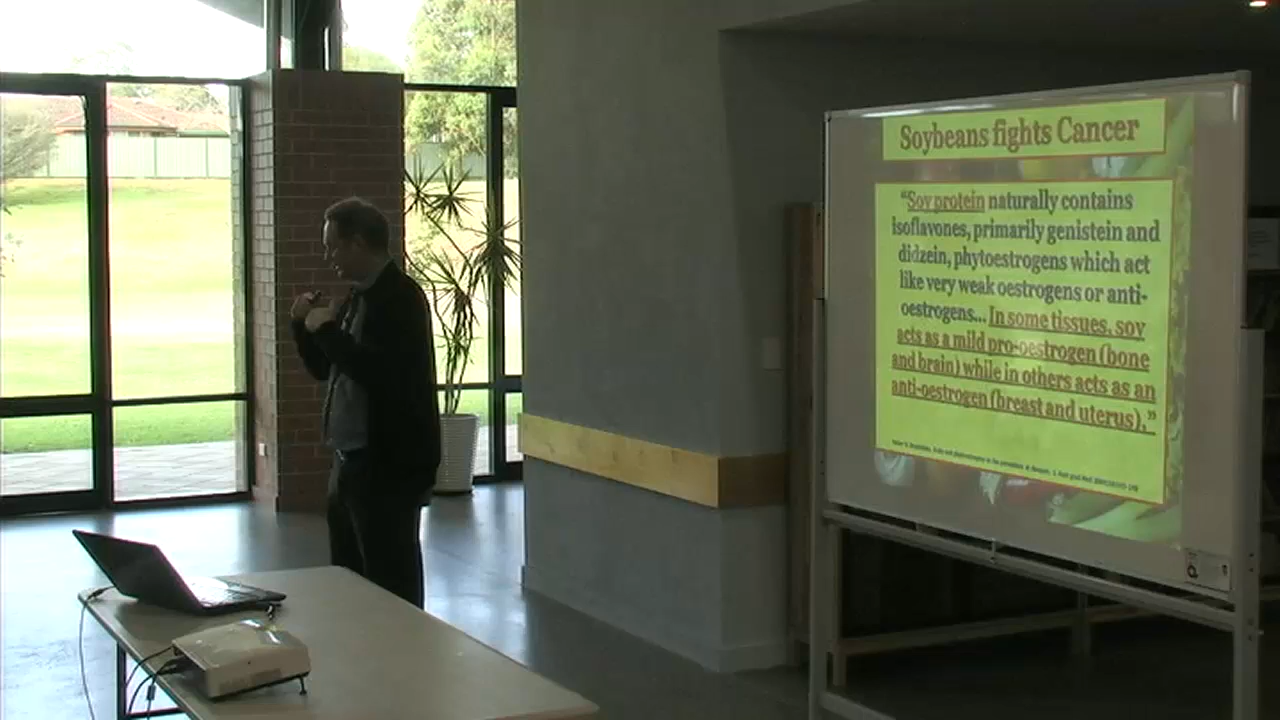 Soybeans fights Cancer
“Soy protein naturally contains
isoflavones, primarily genistein and
didzein, phytoestrogens which act
like very weak oestrogens or anti-
oestrogens... In some tissues, soy
acts as a mild pro-oestrogen (bone
and brain) while in others acts as an
anti-oestrogen (breast and uterus).”